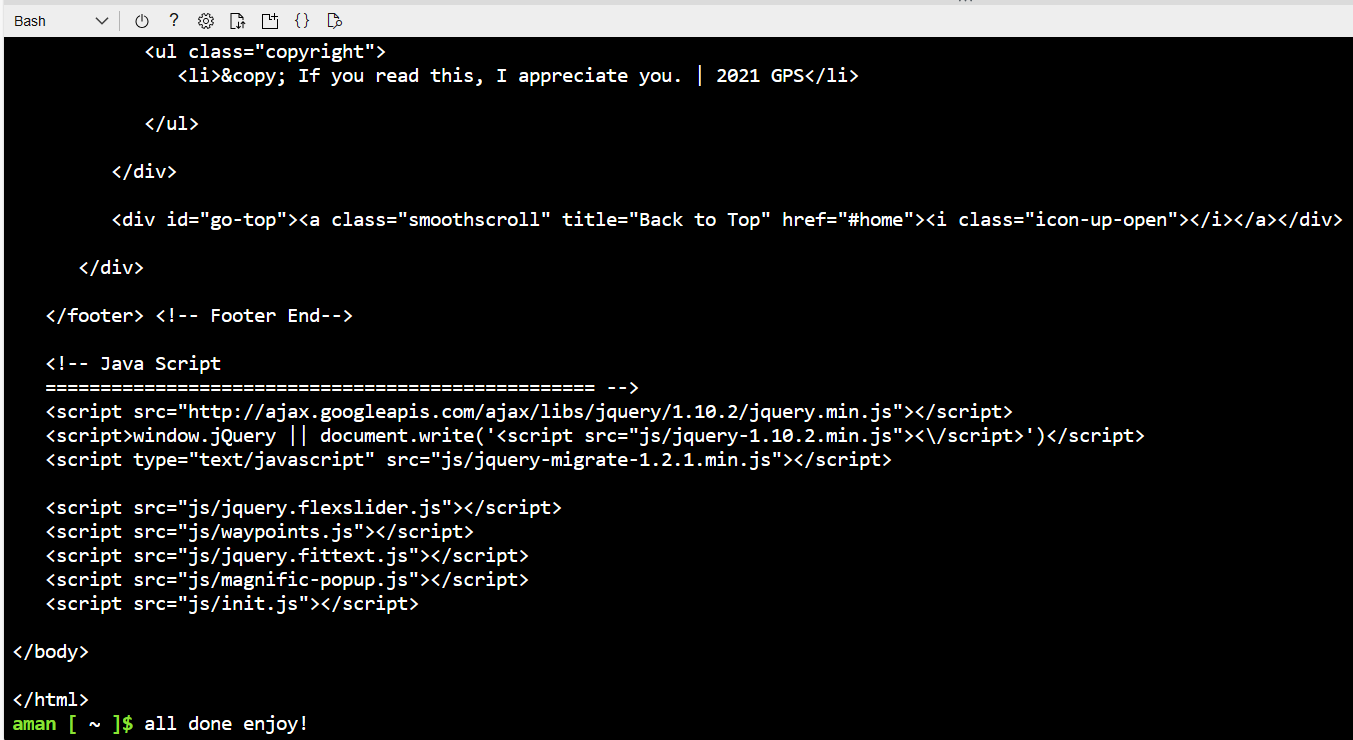 Bash
? {}
<ul class="copyright">
<li>&copy; If you read this, I appreciate you. | 2021 GPS</li>
</ul>
</div>
<div id="go-top"><a class="smoothscroll" title="Back to Top" href="#home"><i class="icon-up-open"></i></a></div>
</div>
</footer> <!-- Footer End-->
<!-- Java Script
================================================== -->
<script src="http://ajax.googleapis.com/ajax/libs/jquery/1.10.2/jquery.min.js"></script>
<script>window.jQuery || document.write('<script src="js/jquery-1.10.2.min.js"><\/script>')</script>
<script type="text/javascript" src="js/jquery-migrate-1.2.1.min.js"></script>
<script src="js/jquery.flexslider.js"></script>
<script src="js/waypoints.js"></script>
<script src="js/jquery.fittext.js"></script>
<script src="js/magnific-popup.js"></script>
<script src="js/init.js"></script>
</body>
</html>
aman [ ~ ]$ all done enjoy!